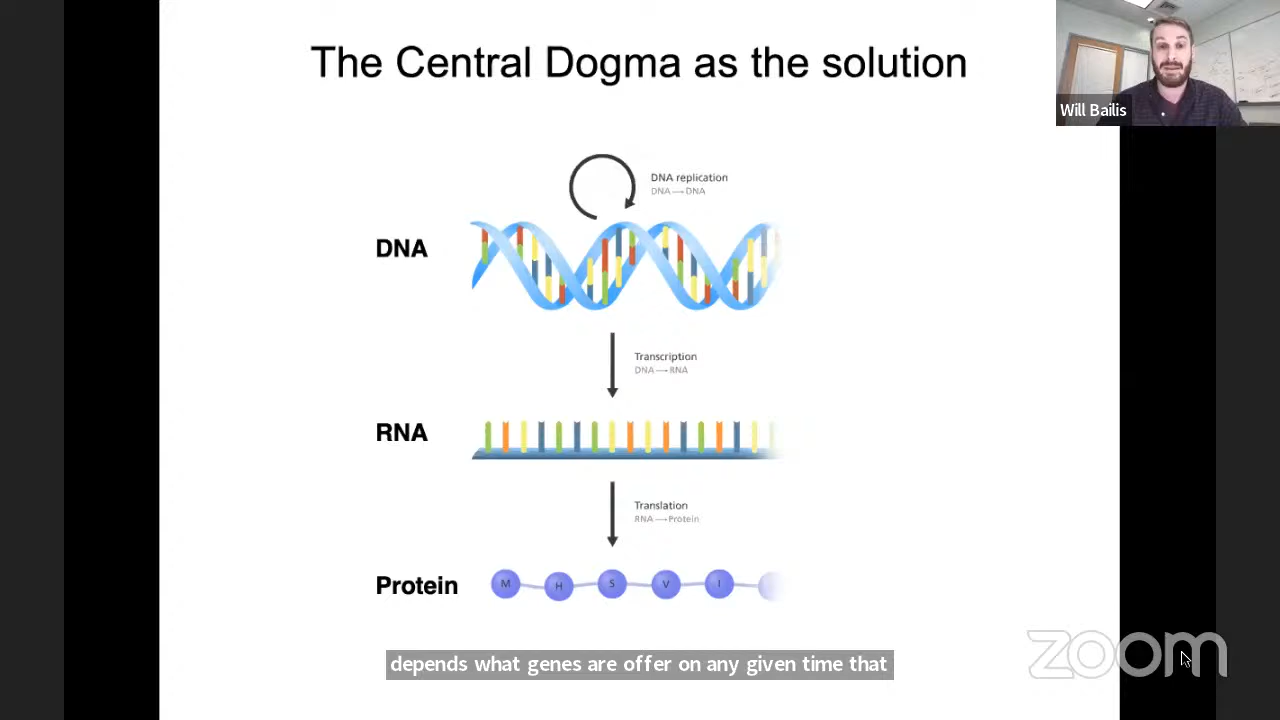 The Central Dogma as the solution
Will Bailis
DNA replication
DNA → DNA
DNA
Transcription
DNA → RNA
RNA
Translation
RNA → Protein
Protein
M H S V I
depends what genes are offer on any given time that
zoom